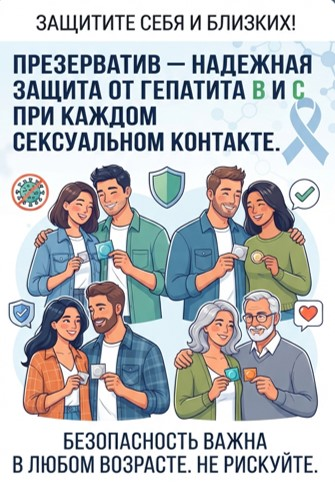 ЗАЩИТИТЕ СЕБЯ И БЛИЗКИХ!
ПРЕЗЕРВАТИВ — НАДЕЖНАЯ
ЗАЩИТА ОТ ГЕПАТИТА В И С
ПРИ КАЖДОМ
СЕКСУАЛЬНОМ КОНТАКТЕ.
БЕЗОПАСНОСТЬ ВАЖНА
В ЛЮБОМ ВОЗРАСТЕ. НЕ РИСКУЙТЕ.